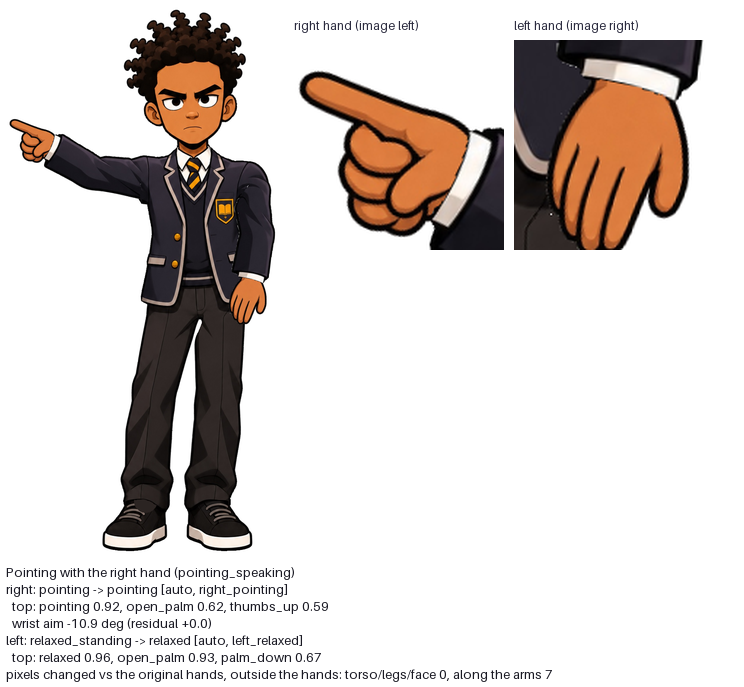 right hand (image left)
left hand (image right)
Pointing with the right hand (pointing_speaking)
right: pointing -> pointing [auto, right_pointing]
top: pointing 0.92, open_palm 0.62, thumbs_up 0.59
wrist aim -10.9 deg (residual +0.0)
left: relaxed_standing -> relaxed [auto, left_relaxed]
top: relaxed 0.96, open_palm 0.93, palm_down 0.67
pixels changed vs the original hands, outside the hands: torso/legs/face 0, along the arms 7